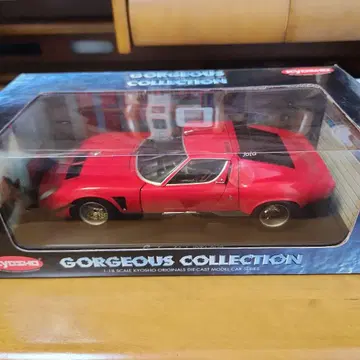 GORGEOUS
COLLECTION
KYOSHO
Jota
KYOSHO
GORGEOUS COLLECTION
1:18 SCALE KYOSHO ORIGINALS DIE-CAST MODEL CAR SERIES